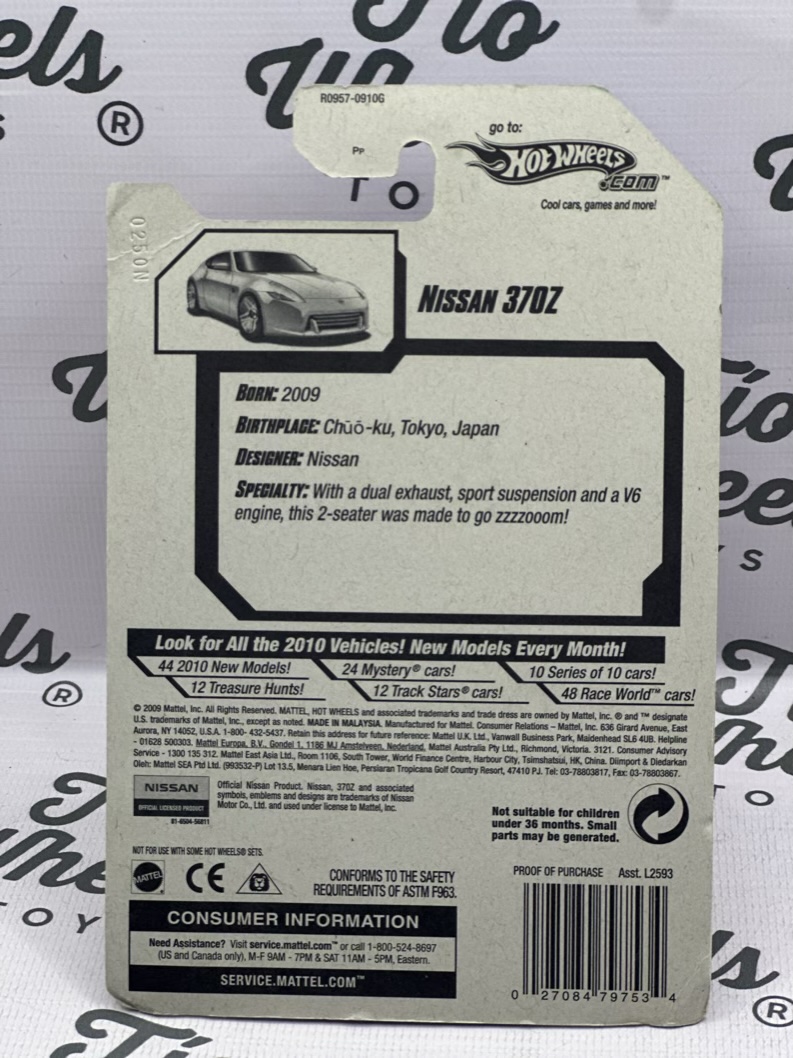 R0957-0910G
go to:
HOT WHEELS
.COM™
Cool cars, games and more!
0250N
NISSAN 370Z
BORN: 2009
BIRTHPLACE: Chūō-ku, Tokyo, Japan
DESIGNER: Nissan
SPECIALTY: With a dual exhaust, sport suspension and a V6
engine, this 2-seater was made to go zzzzooom!
Look for All the 2010 Vehicles! New Models Every Month!
44 2010 New Models! 24 Mystery® cars! 10 Series of 10 cars!
12 Treasure Hunts! 12 Track Stars® cars! 48 Race World™ cars!
© 2009 Mattel, Inc. All Rights Reserved. MATTEL, HOT WHEELS and associated trademarks and trade dress are owned by Mattel, Inc. ® and ™ designate
U.S. trademarks of Mattel, Inc., except as noted. MADE IN MALAYSIA. Manufactured for Mattel. Consumer Relations – Mattel, Inc. 636 Girard Avenue, East
Aurora, NY 14052, U.S.A. 1-800- 432-5437. Retain this address for future reference: Mattel U.K. Ltd., Vanwall Business Park, Maidenhead SL6 4UB. Helpline
- 01628 500303. Mattel Europa, B.V., Gondel 1, 1186 MJ Amstelveen, Nederland. Mattel Australia Pty Ltd., Richmond, Victoria. 3121. Consumer Advisory
Service - 1300 135 312. Mattel East Asia Ltd., Room 1106, South Tower, World Finance Centre, Harbour City, Tsimshatsui, HK, China. Diimport & Diedarkan
Oleh: Mattel SEA Ptd Ltd. (993532-P) Lot 13.5, Menara Lien Hoe, Persiaran Tropicana Golf Country Resort, 47410 PJ. Tel: 03-78803817, Fax: 03-78803867.
NISSAN
OFFICIAL LICENSED PRODUCT
Official Nissan Product. Nissan, 370Z and associated
symbols, emblems and designs are trademarks of Nissan
Motor Co., Ltd. and used under license to Mattel, Inc.
Not suitable for children
under 36 months. Small
parts may be generated.
NOT FOR USE WITH SOME HOT WHEELS® SETS.
MATTEL
CE
CONFORMS TO THE SAFETY
REQUIREMENTS OF ASTM F963.
PROOF OF PURCHASE Asst. L2593
CONSUMER INFORMATION
Need Assistance? Visit service.mattel.com™ or call 1-800-524-8697
(US and Canada only), M-F 9AM - 7PM & SAT 11AM - 5PM, Eastern.
SERVICE.MATTEL.COM™
0 27084 79753 4